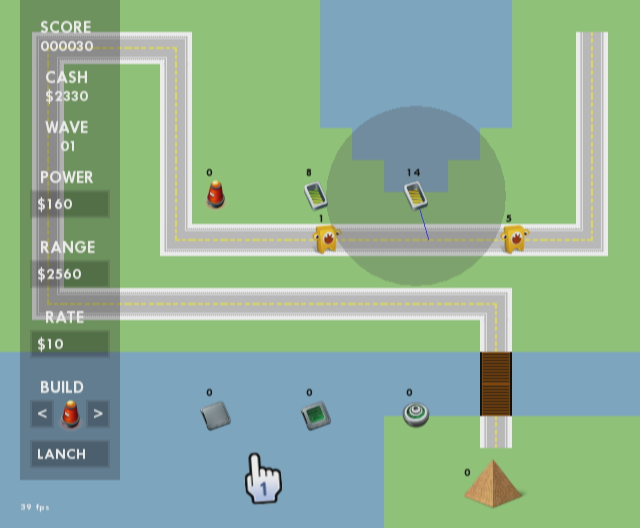 SCORE
000030
CASH
$2330
WAVE
01
POWER
$160
RANGE
$2560
RATE
$10
BUILD
< >
LANCH
39 fps
0
8
14
1
5
0
0
0
0
1